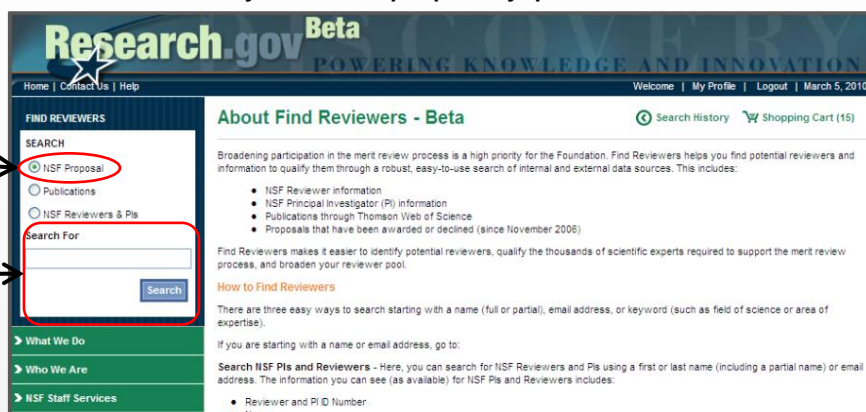 Research.gov Beta
POWERING KNOWLEDGE AND INNOVATION
Home | Contact Us | Help
Welcome | My Profile | Logout | March 5, 2010
FIND REVIEWERS
SEARCH
NSF Proposal
Publications
NSF Reviewers & PIs
Search For
Search
What We Do
Who We Are
NSF Staff Services
About Find Reviewers - Beta
Search History
Shopping Cart (15)
Broadening participation in the merit review process is a high priority for the Foundation. Find Reviewers helps you find potential reviewers and
information to qualify them through a robust, easy-to-use search of internal and external data sources. This includes:
• NSF Reviewer information
• NSF Principal Investigator (PI) information
• Publications through Thomson Web of Science
• Proposals that have been awarded or declined (since November 2006)
Find Reviewers makes it easier to identify potential reviewers, qualify the thousands of scientific experts required to support the merit review
process, and broaden your reviewer pool.
How to Find Reviewers
There are three easy ways to search starting with a name (full or partial), email address, or keyword (such as field of science or area of
expertise).
If you are starting with a name or email address, go to:
Search NSF PIs and Reviewers - Here, you can search for NSF Reviewers and PIs using a first or last name (including a partial name) or email
address. The information you can see (as available) for NSF PIs and Reviewers includes:
• Reviewer and PI ID Number